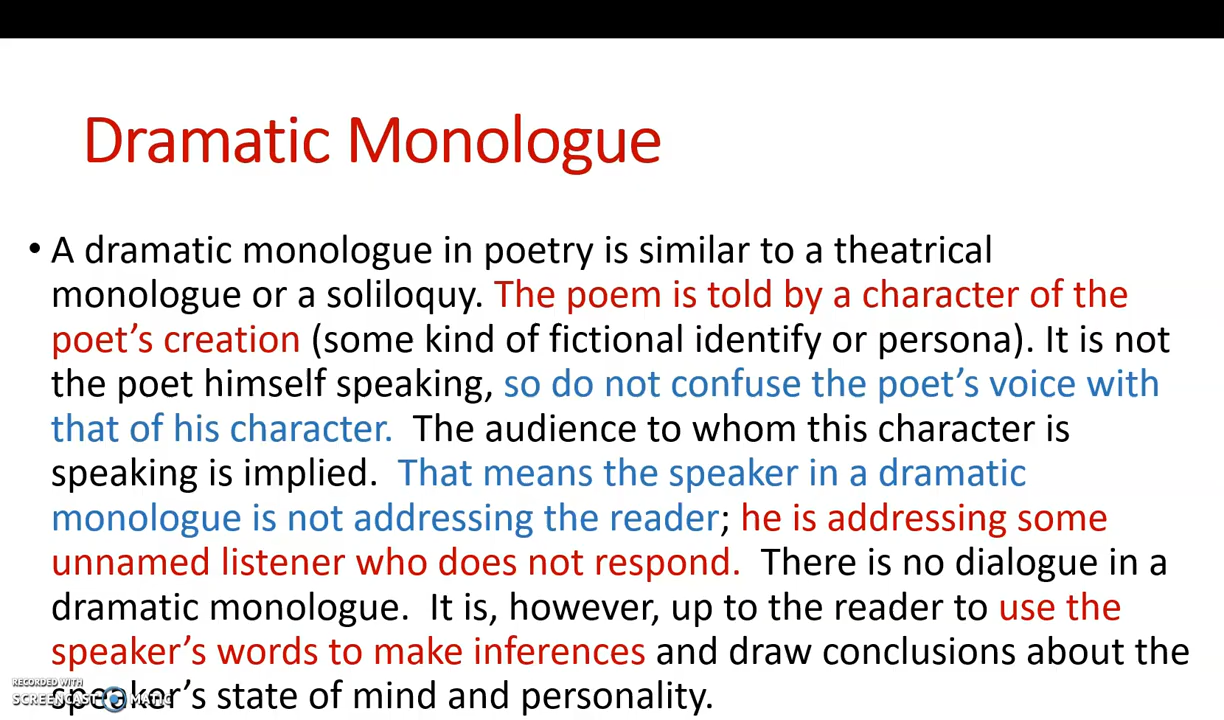 Dramatic Monologue
• A dramatic monologue in poetry is similar to a theatrical
monologue or a soliloquy. The poem is told by a character of the
poet’s creation (some kind of fictional identify or persona). It is not
the poet himself speaking, so do not confuse the poet’s voice with
that of his character. The audience to whom this character is
speaking is implied. That means the speaker in a dramatic
monologue is not addressing the reader; he is addressing some
unnamed listener who does not respond. There is no dialogue in a
dramatic monologue. It is, however, up to the reader to use the
speaker’s words to make inferences and draw conclusions about the
speaker’s state of mind and personality.
RECORDED WITH
SCREENCAST MATIC